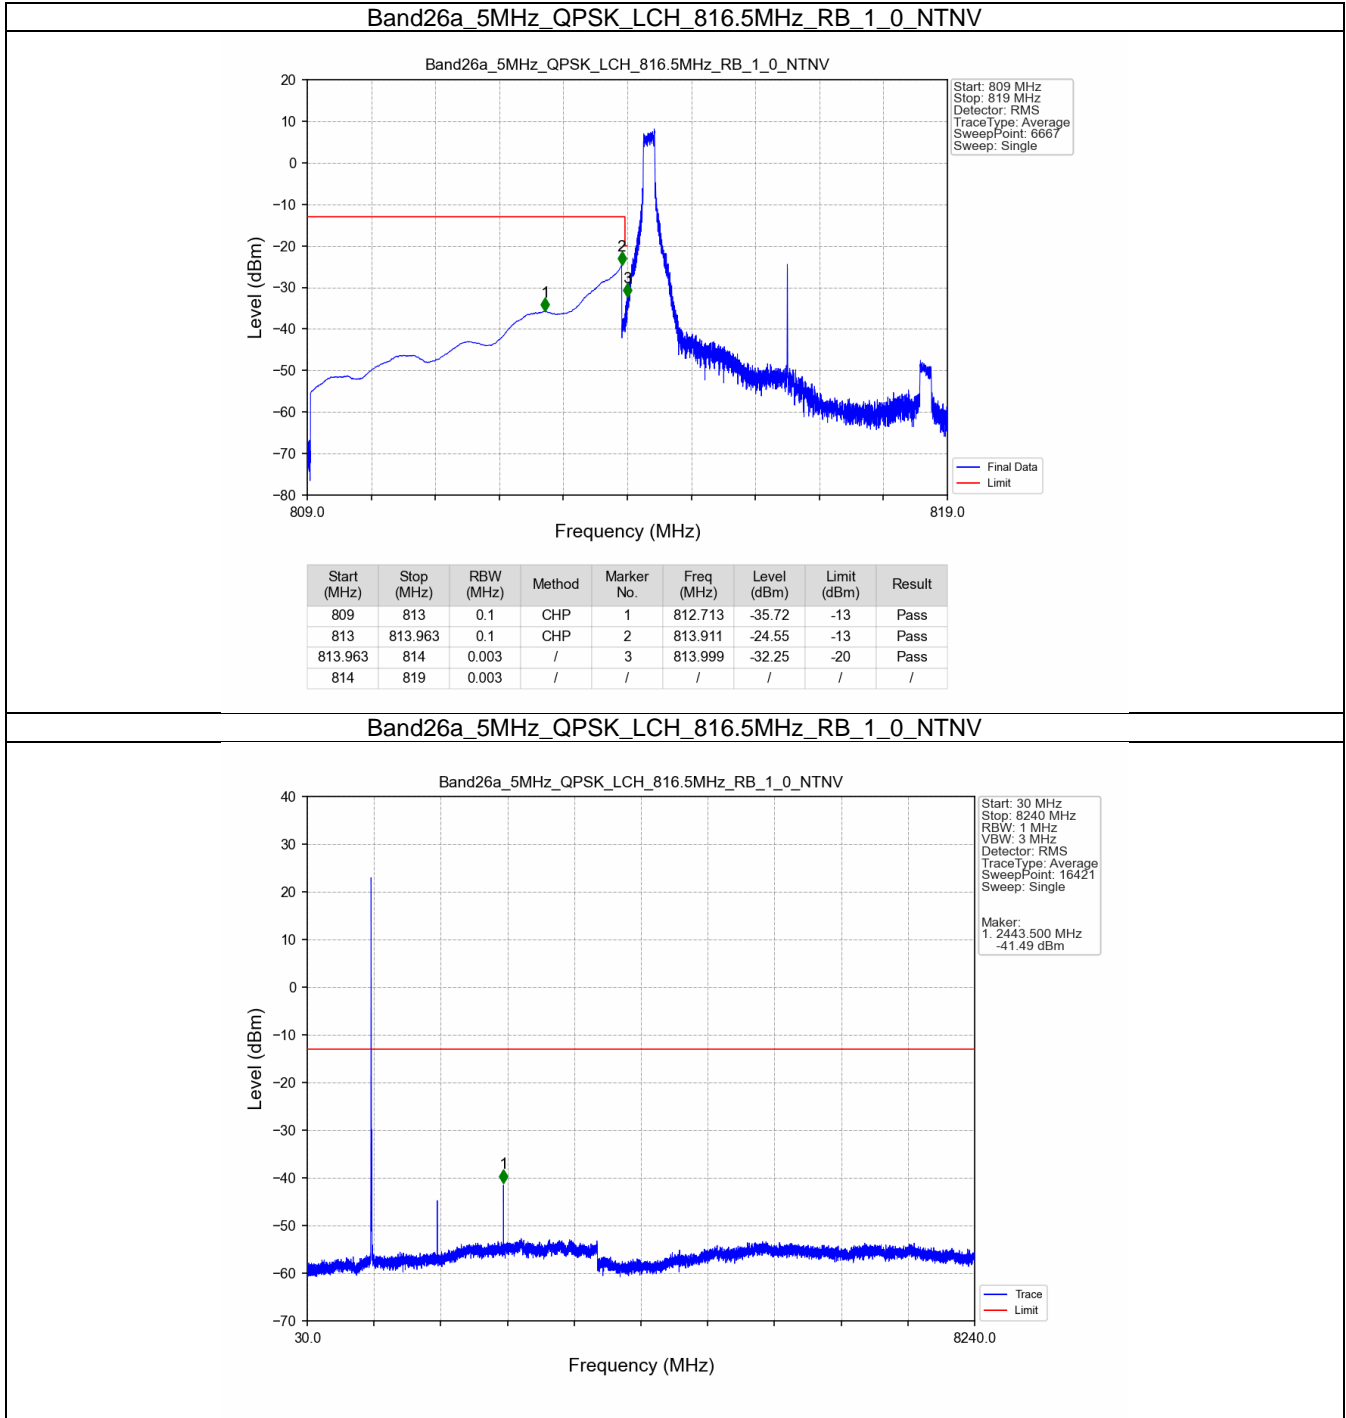 Band26a_5MHz_QPSK_LCH_816.5MHz_RB_1_0_NTNV
Band26a_5MHz_QPSK_LCH_816.5MHz_RB_1_0_NTNV
20
10
0
−10
−20
−30
−40
−50
−60
−70
−80
Level (dBm)
1
2
3
809.0
819.0
Frequency (MHz)
Start: 809 MHz
Stop: 819 MHz
Detector: RMS
TraceType: Average
SweepPoint: 6667
Sweep: Single
Final Data
Limit
Start (MHz) Stop (MHz) RBW (MHz) Method Marker No. Freq (MHz) Level (dBm) Limit (dBm) Result
809 813 0.1 CHP 1 812.713 -35.72 -13 Pass
813 813.963 0.1 CHP 2 813.911 -24.55 -13 Pass
813.963 814 0.003 / 3 813.999 -32.25 -20 Pass
814 819 0.003 / / / / / /
Band26a_5MHz_QPSK_LCH_816.5MHz_RB_1_0_NTNV
Band26a_5MHz_QPSK_LCH_816.5MHz_RB_1_0_NTNV
40
30
20
10
0
−10
−20
−30
−40
−50
−60
−70
Level (dBm)
1
30.0
8240.0
Frequency (MHz)
Start: 30 MHz
Stop: 8240 MHz
RBW: 1 MHz
VBW: 3 MHz
Detector: RMS
TraceType: Average
SweepPoint: 16421
Sweep: Single
Maker:
1. 2443.500 MHz
-41.49 dBm
Trace
Limit